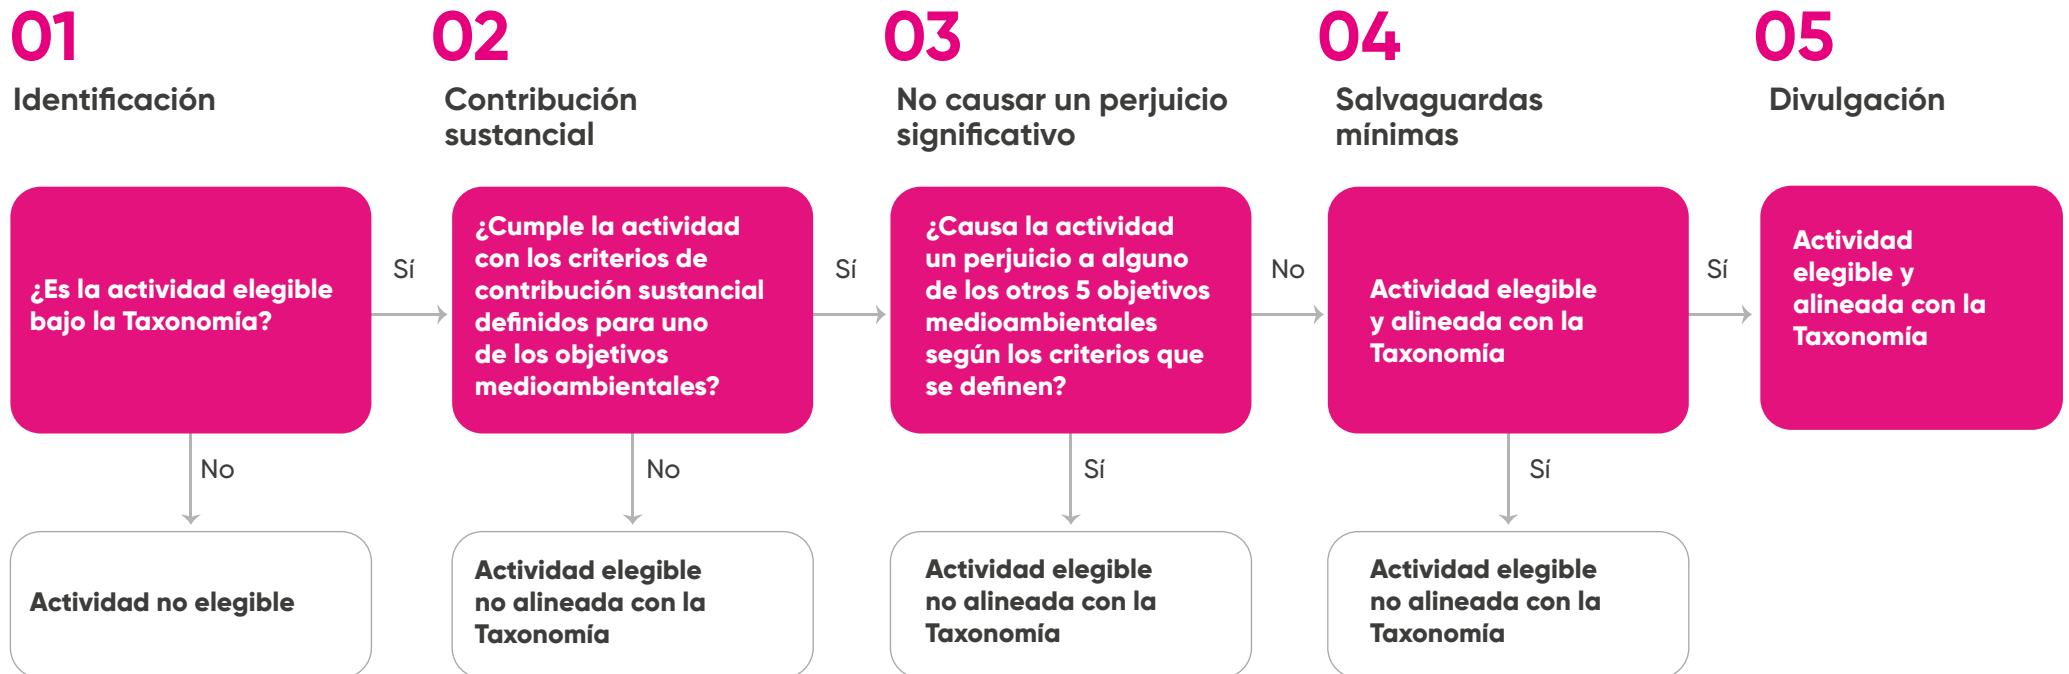 01
Identificación
¿Es la actividad elegible
bajo la Taxonomía?
Sí
No
Actividad no elegible
02
Contribución
sustancial
¿Cumple la actividad
con los criterios de
contribución sustancial
definidos para uno
de los objetivos
medioambientales?
Sí
No
Actividad elegible
no alineada con la
Taxonomía
03
No causar un perjuicio
significativo
¿Causa la actividad
un perjuicio a alguno
de los otros 5 objetivos
medioambientales
según los criterios que
se definen?
No
Sí
Actividad elegible
no alineada con la
Taxonomía
04
Salvaguardas
mínimas
Actividad elegible
y alineada con la
Taxonomía
Sí
Sí
Actividad elegible
no alineada con la
Taxonomía
05
Divulgación
Actividad
elegible y
alineada con la
Taxonomía